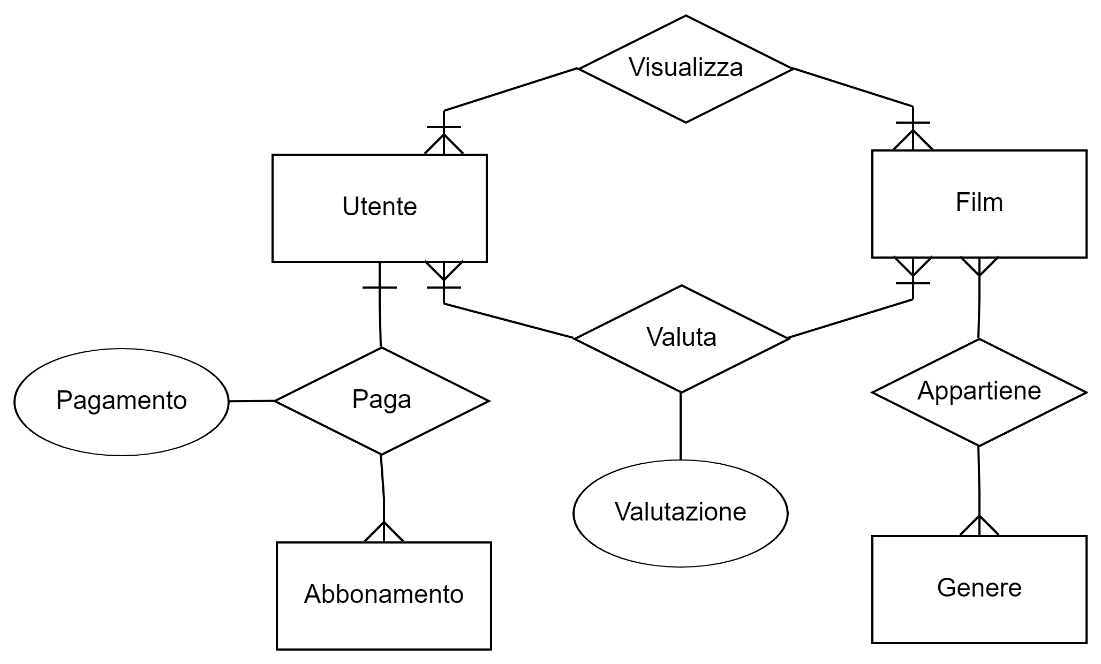 Visualizza
Utente
Film
Valuta
Pagamento
Paga
Appartiene
Valutazione
Abbonamento
Genere